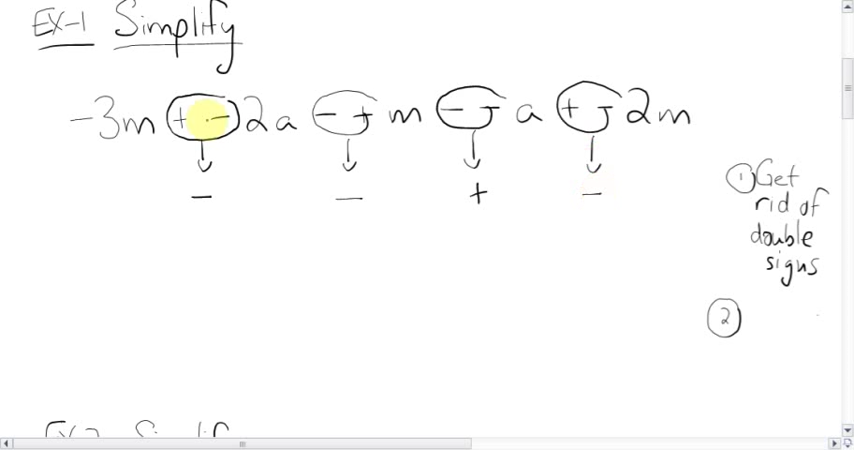 EX-1 Simplify
-3m + -2a - + m - - a + - 2m
- - + -
① Get
rid of
double
signs
②